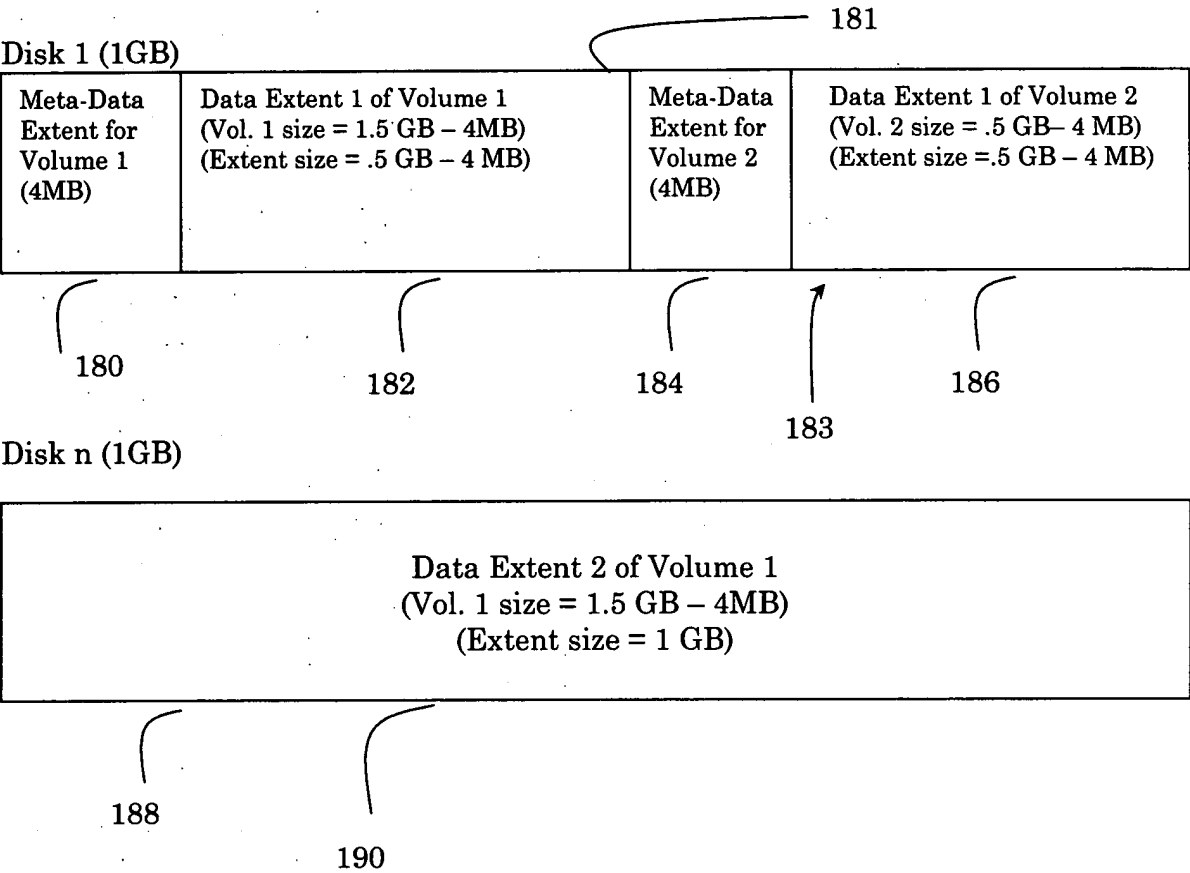 181
Disk 1 (1GB)
Meta-Data
Extent for
Volume 1
(4MB)
Data Extent 1 of Volume 1
(Vol. 1 size = 1.5 GB – 4MB)
(Extent size = .5 GB – 4 MB)
Meta-Data
Extent for
Volume 2
(4MB)
Data Extent 1 of Volume 2
(Vol. 2 size = .5 GB– 4 MB)
(Extent size =.5 GB – 4 MB)
180
182
184
183
186
Disk n (1GB)
Data Extent 2 of Volume 1
(Vol. 1 size = 1.5 GB – 4MB)
(Extent size = 1 GB)
188
190